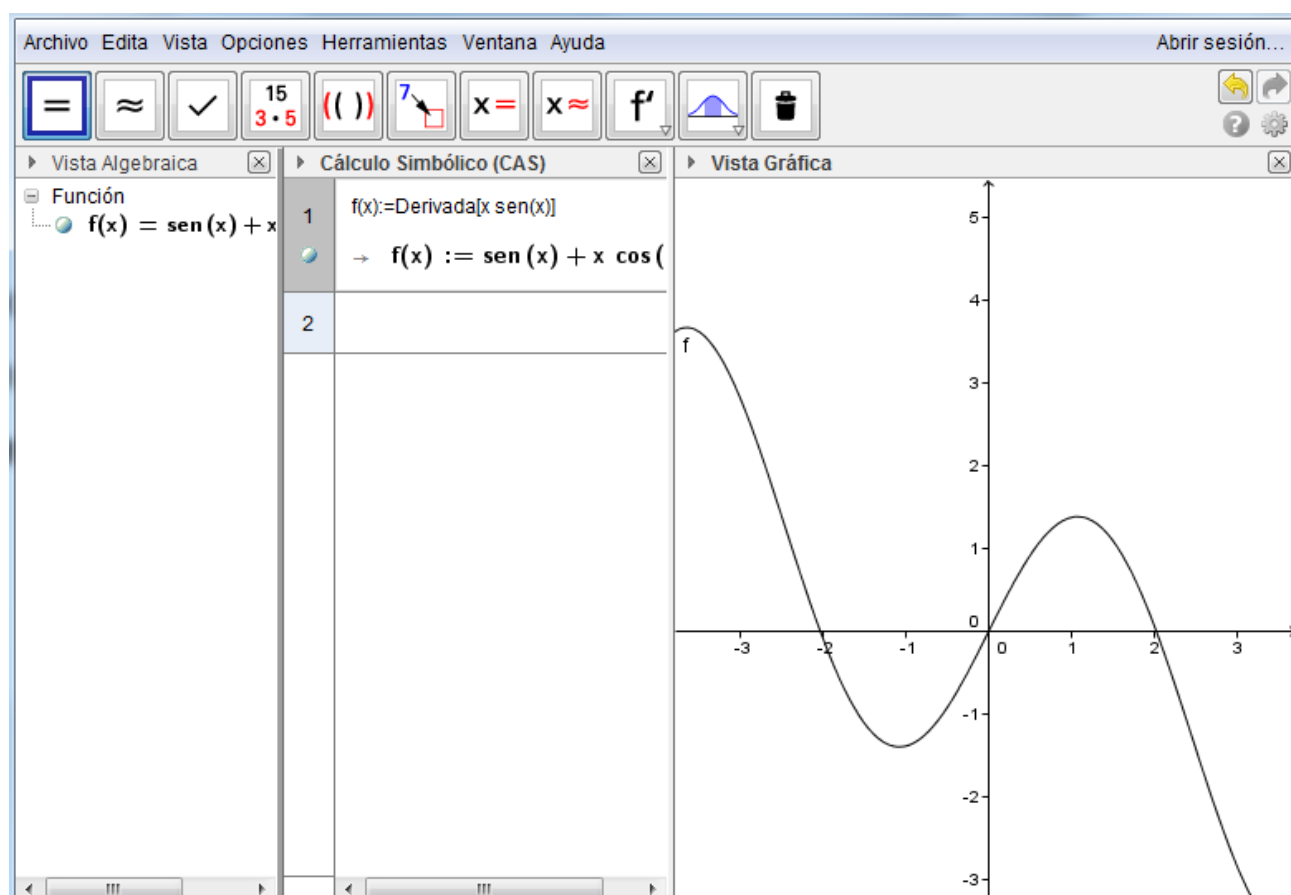 Archivo Edita Vista Opciones Herramientas Ventana Ayuda Abrir sesión...
= ≈ ✓ 15 3·5 (( )) 7 x= x≈ f′
Vista Algebraica
Función
f(x) = sen (x) + x
Cálculo Simbólico (CAS)
1 f(x):=Derivada[x sen(x)]
→ f(x) := sen (x) + x cos (
2
Vista Gráfica
5
4
3
2
1
0
-3 -2 -1 0 1 2 3
-1
-2
-3
f